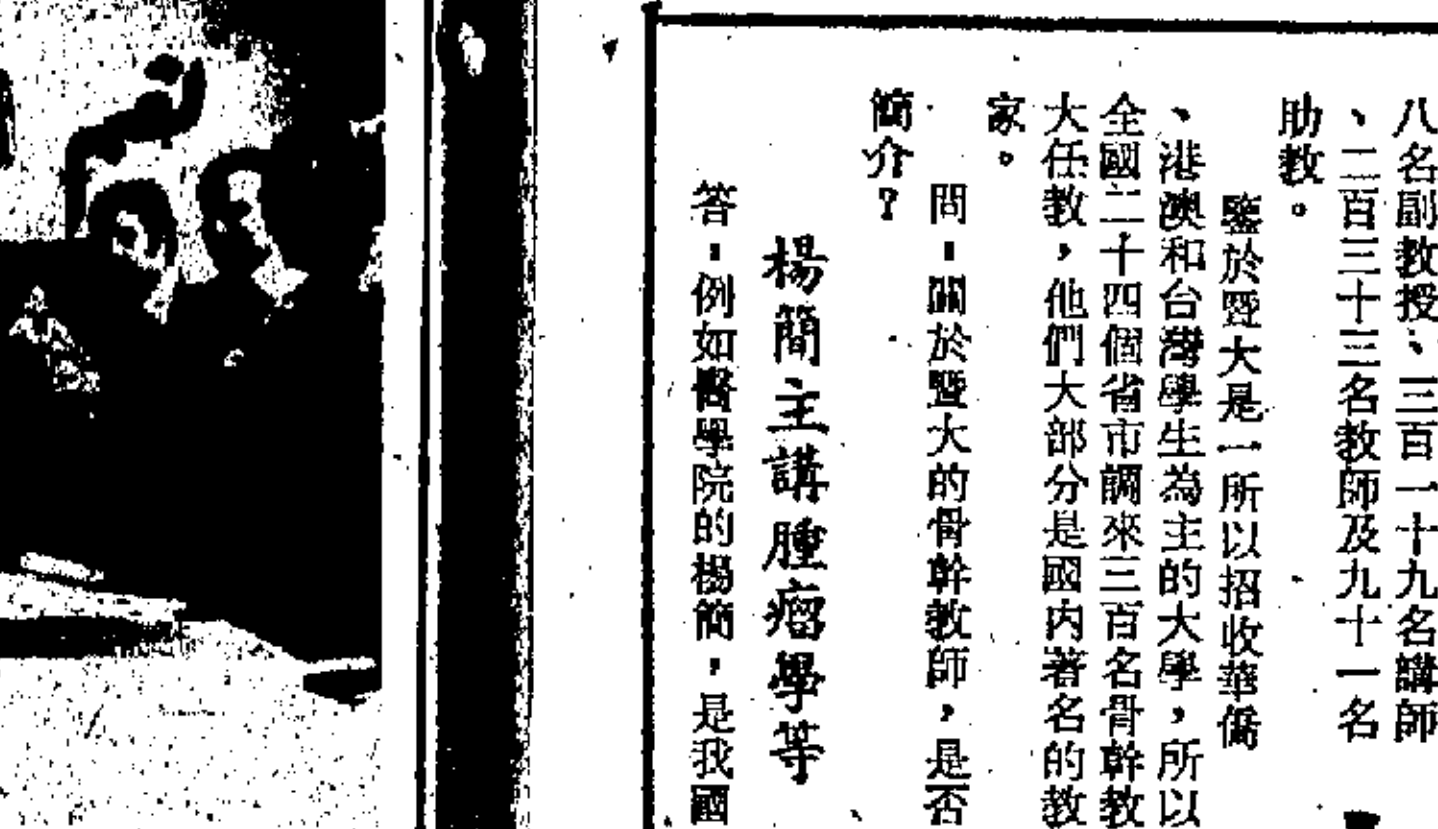 八名副教授、三百一十九名講師
、二百三十三名教師及九十一名
助教。
鑒於暨大是一所以招收華僑
、港澳和台灣學生為主的大學，所以
全國二十四個省市調來三百名骨幹教
大任教，他們大部分是國內著名的教
家。
問：關於暨大的骨幹教師，是否
簡介？
楊簡主講腫瘤學等
答：例如醫學院的楊簡，是我國